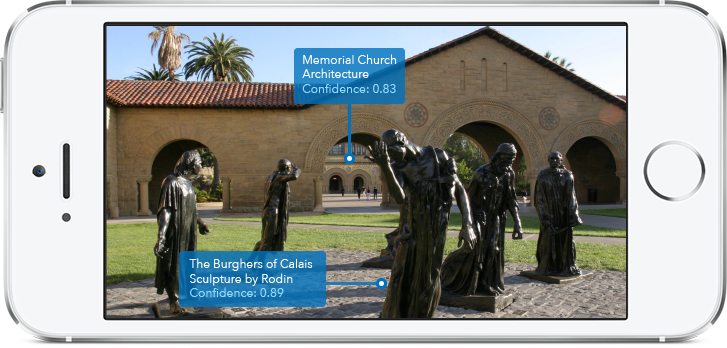 Memorial Church
Architecture
Confidence: 0.83
The Burghers of Calais
Sculpture by Rodin
Confidence: 0.89